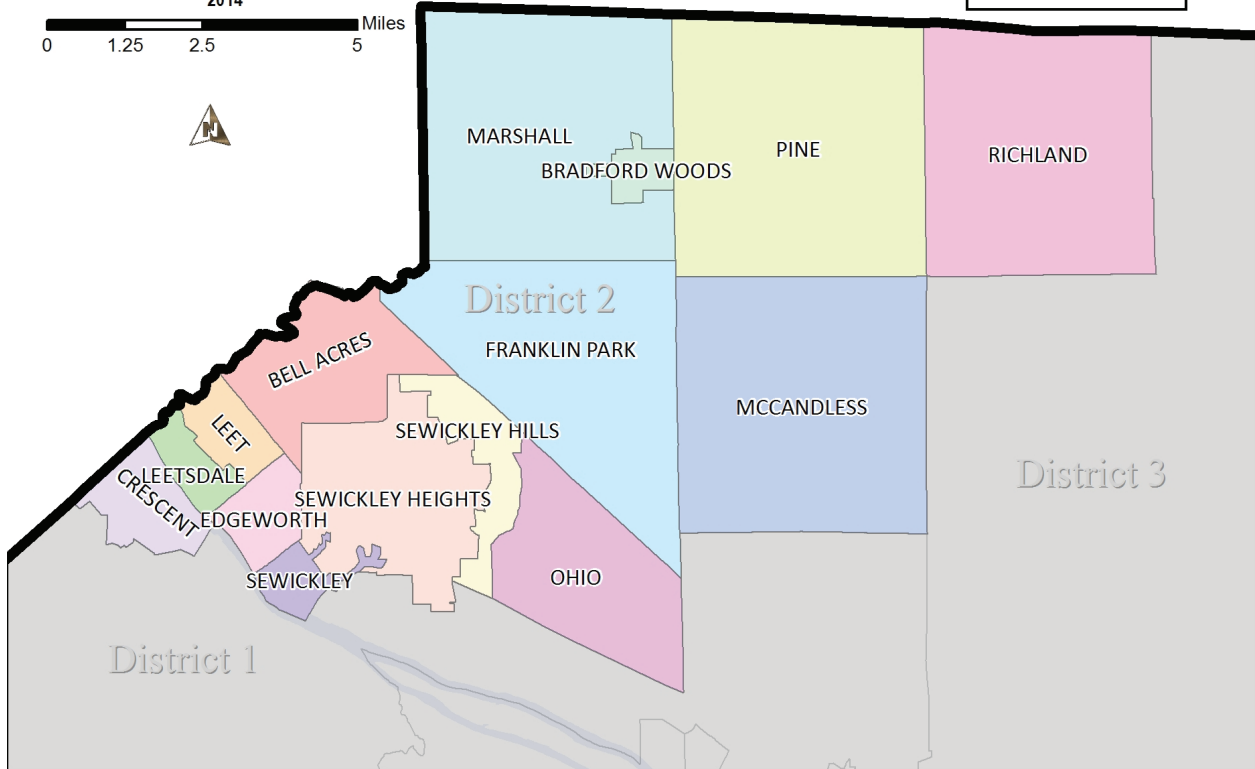 2014
Miles
0 1.25 2.5 5
N
MARSHALL
BRADFORD WOODS
PINE
RICHLAND
District 2
FRANKLIN PARK
BELL ACRES
MCCANDLESS
LEET
SEWICKLEY HILLS
LEETSDALE
CRESCENT
SEWICKLEY HEIGHTS
District 3
EDGEWORTH
SEWICKLEY
OHIO
District 1